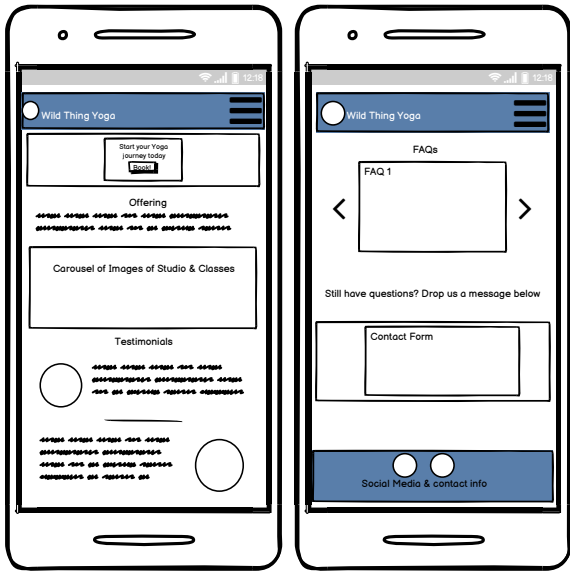 12:18
Wild Thing Yoga
Start your Yoga
journey today
Book!
Offering
Carousel of Images of Studio & Classes
Testimonials
12:18
Wild Thing Yoga
FAQs
FAQ 1
Still have questions? Drop us a message below
Contact Form
Social Media & contact info